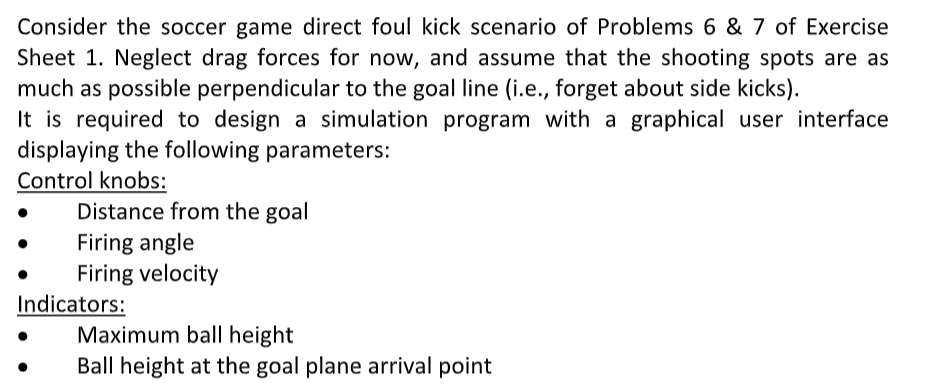 Consider the soccer game direct foul kick scenario of Problems 6 & 7 of Exercise
Sheet 1. Neglect drag forces for now, and assume that the shooting spots are as
much as possible perpendicular to the goal line (i.e., forget about side kicks).
It is required to design a simulation program with a graphical user interface
displaying the following parameters:
Control knobs:
• Distance from the goal
• Firing angle
• Firing velocity
Indicators:
• Maximum ball height
• Ball height at the goal plane arrival point